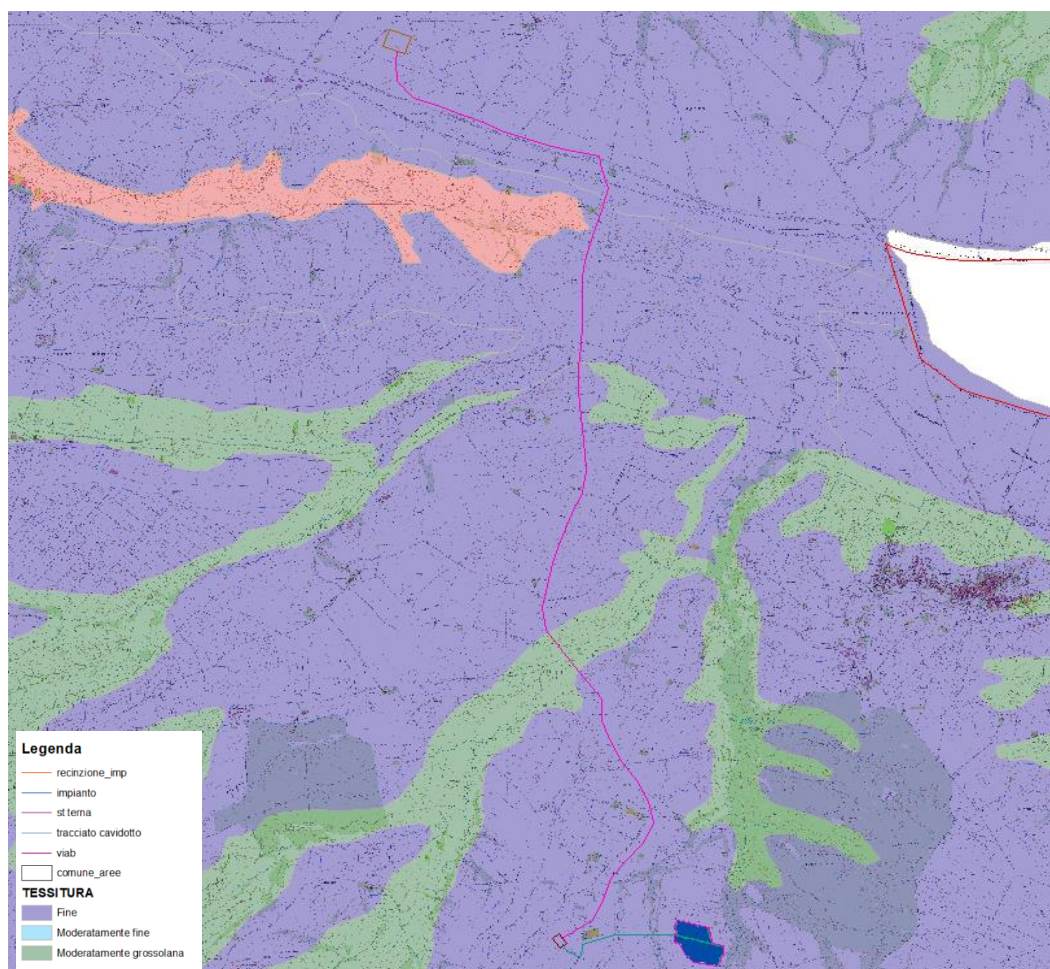 Legenda
recinzione_imp
impianto
st terna
tracciato cavidotto
viab
comune_aree
TESSITURA
Fine
Moderatamente fine
Moderatamente grossolana